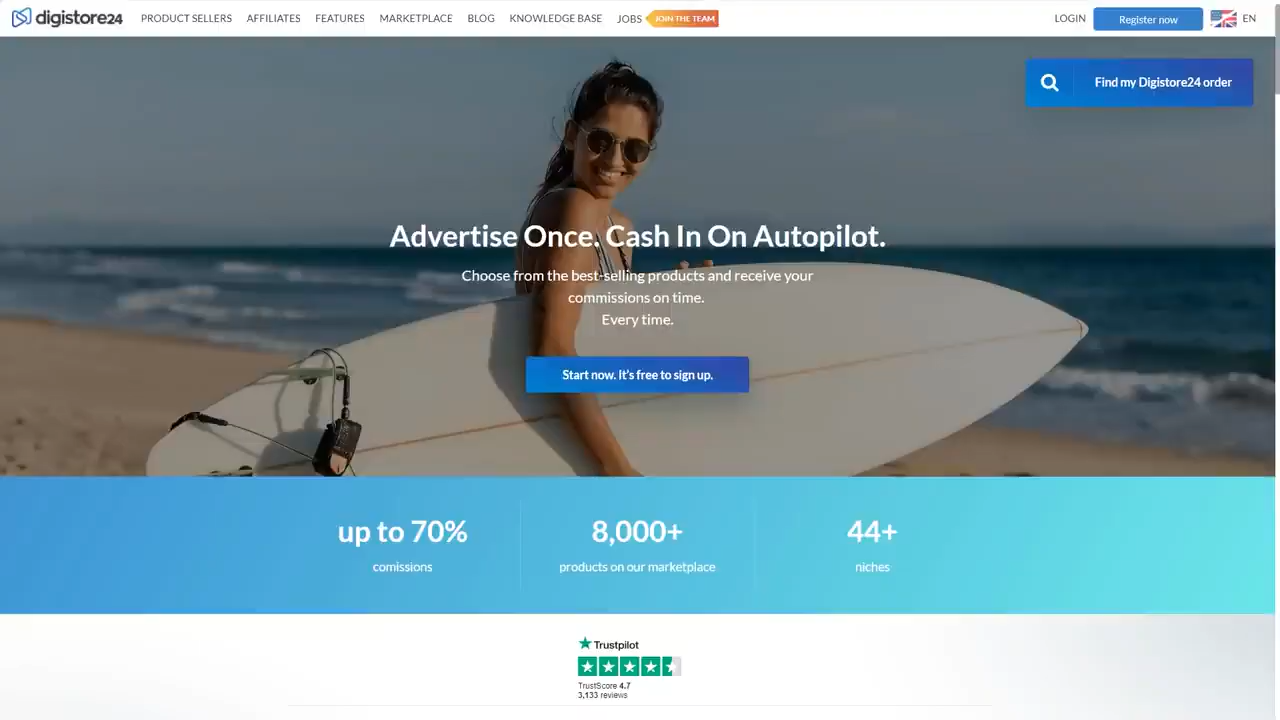 digistore24
PRODUCT SELLERS AFFILIATES FEATURES MARKETPLACE BLOG KNOWLEDGE BASE JOBS JOIN THE TEAM LOGIN Register now EN
Find my Digistore24 order
Advertise Once. Cash In On Autopilot.
Choose from the best-selling products and receive your
commissions on time.
Every time.
Start now. It's free to sign up.
up to 70% 8,000+ 44+
comissions products on our marketplace niches
Trustpilot
TrustScore 4.7
3,133 reviews